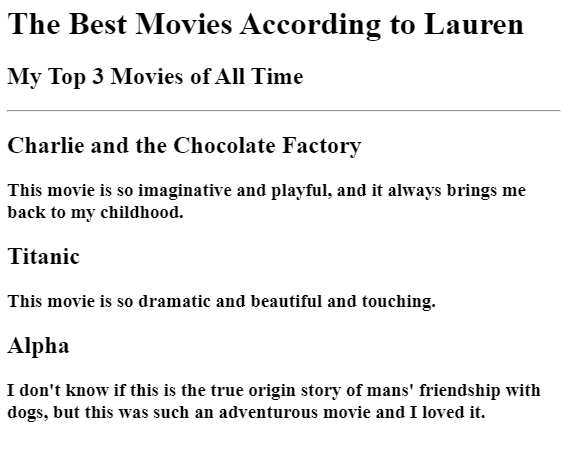 The Best Movies According to Lauren
My Top 3 Movies of All Time
Charlie and the Chocolate Factory
This movie is so imaginative and playful, and it always brings me
back to my childhood.
Titanic
This movie is so dramatic and beautiful and touching.
Alpha
I don't know if this is the true origin story of mans' friendship with
dogs, but this was such an adventurous movie and I loved it.